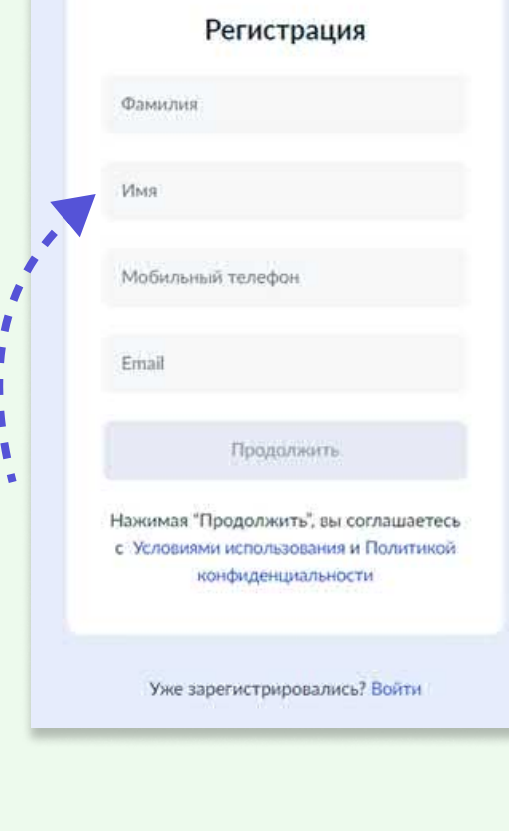 Регистрация
Фамилия
Имя
Мобильный телефон
Email
Продолжить
Нажимая “Продолжить”, вы соглашаетесь
с Условиями использования и Политикой
конфиденциальности
Уже зарегистрировались? Войти